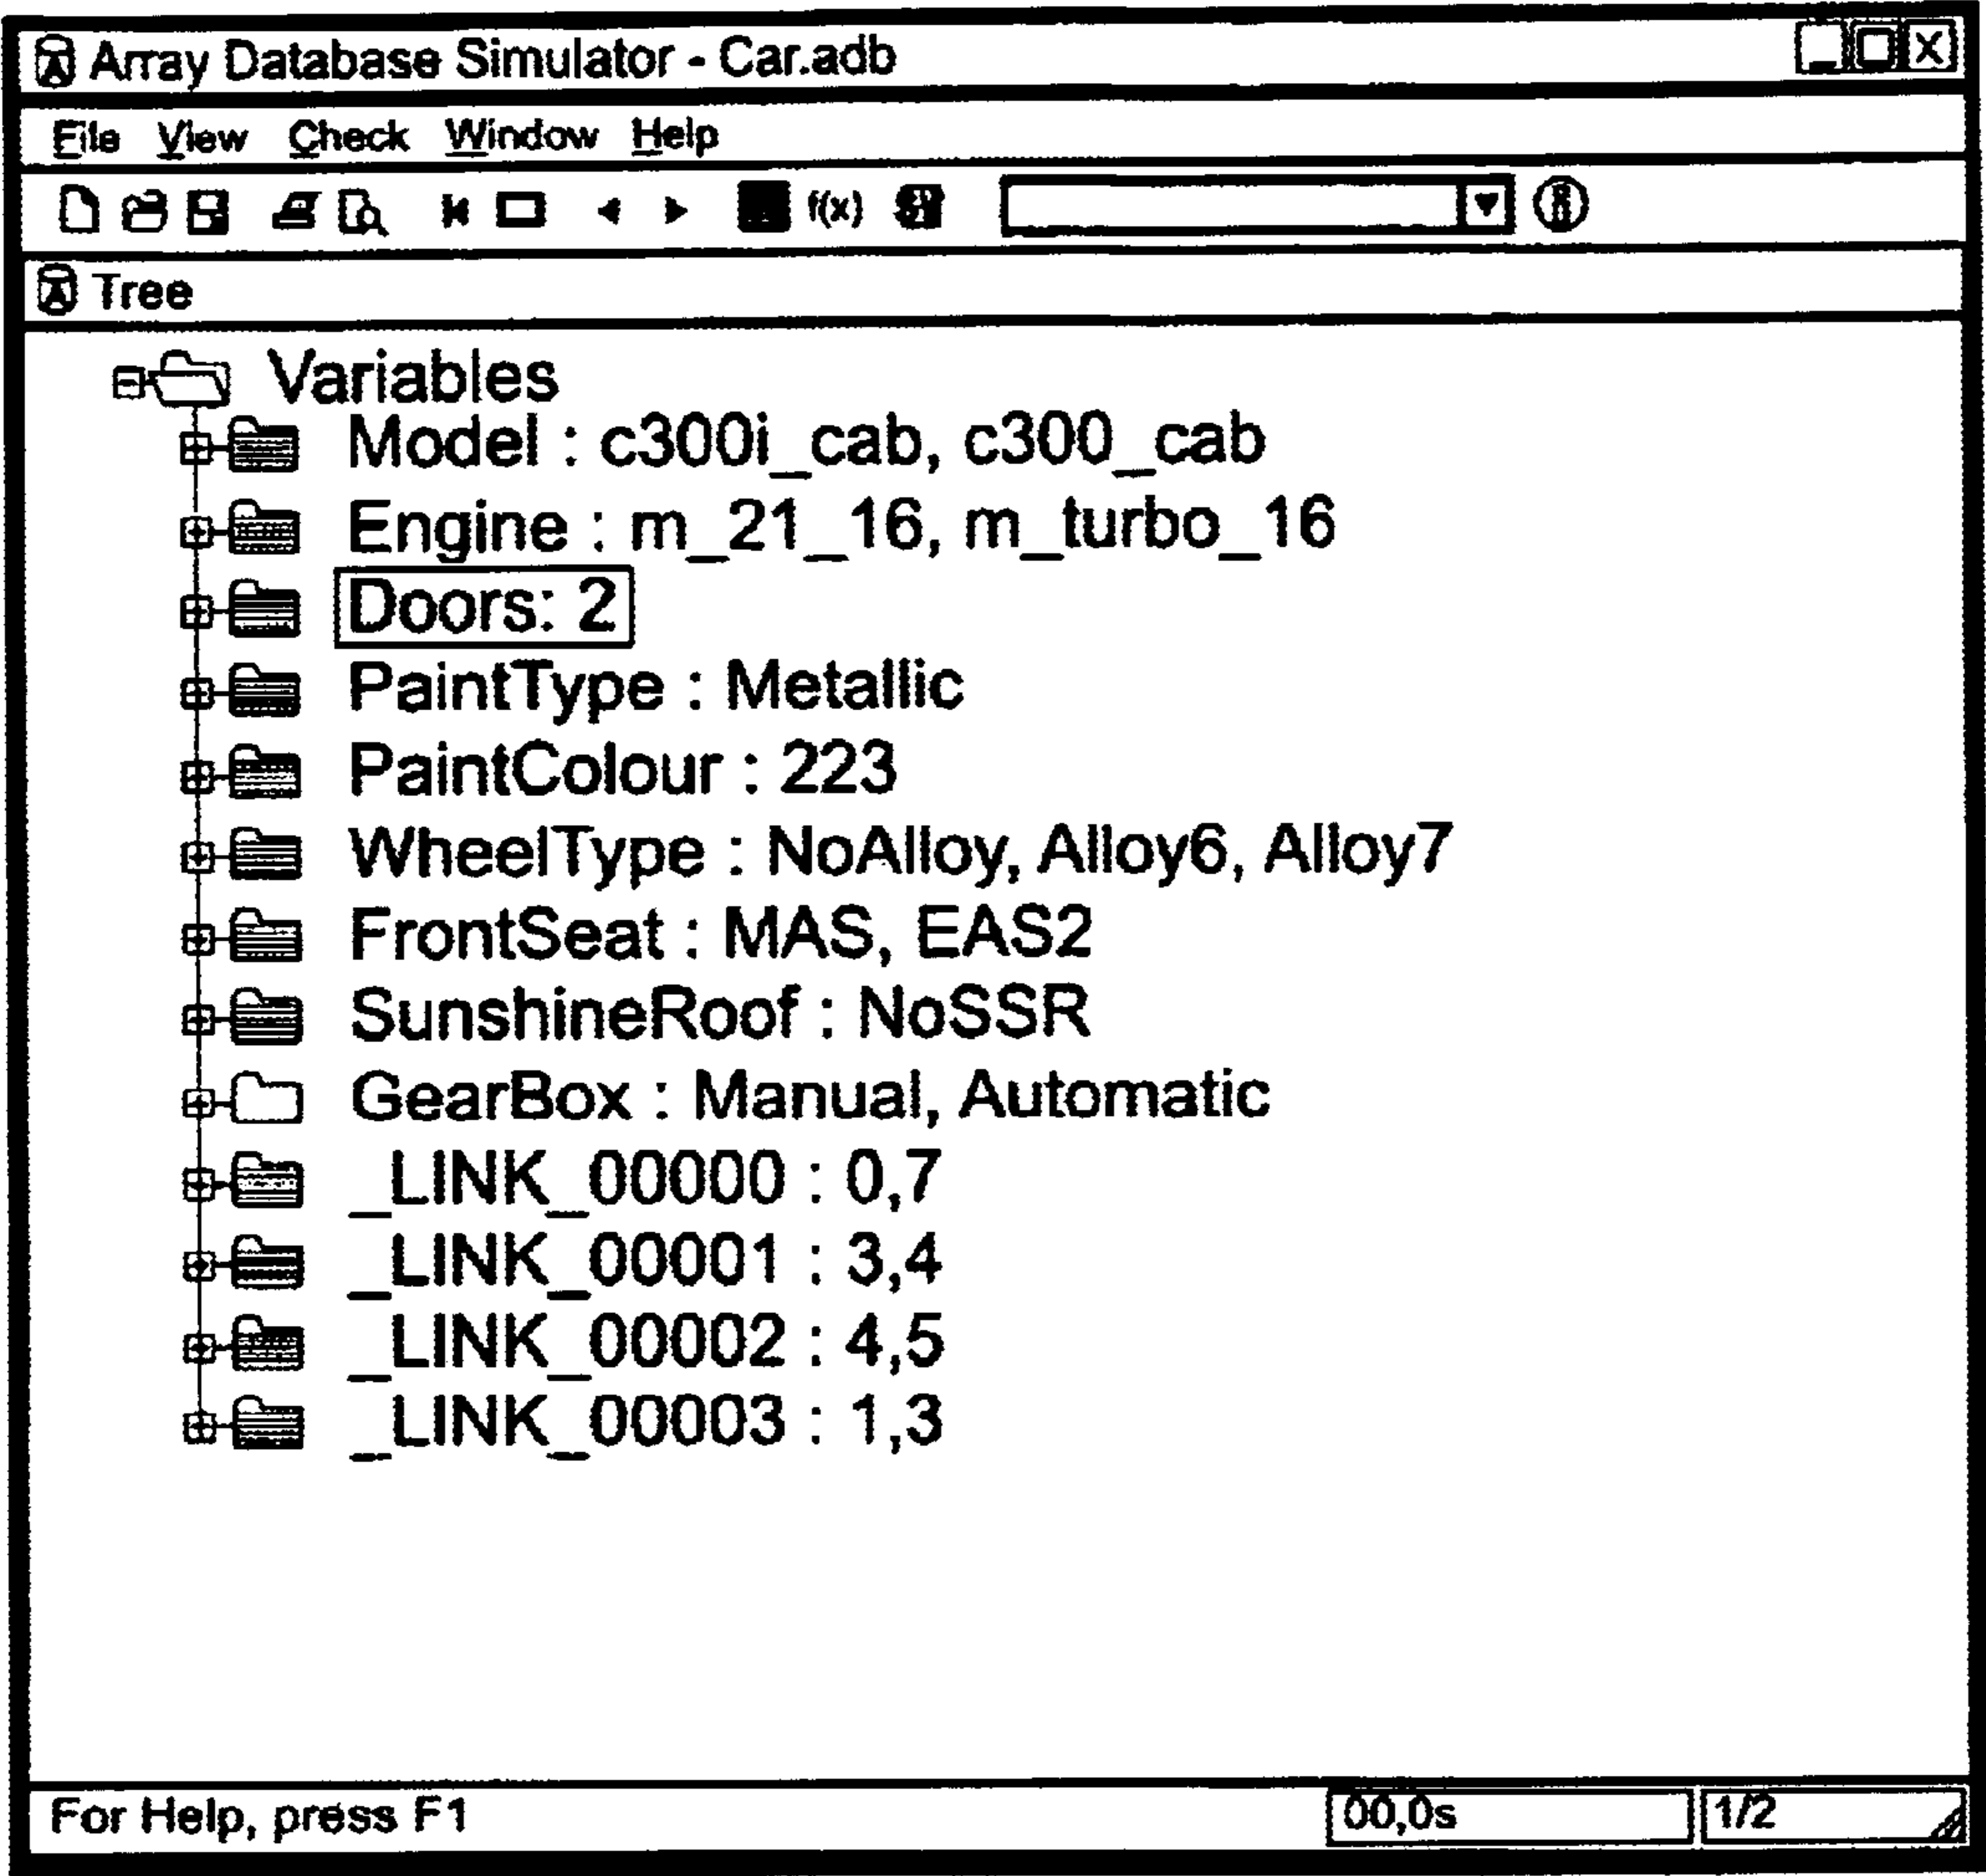 Array Database Simulator - Car.adb
File View Check Window Help
f(x)
Tree
Variables
Model : c300i_cab, c300_cab
Engine : m_21_16, m_turbo_16
Doors: 2
PaintType : Metallic
PaintColour : 223
WheelType : NoAlloy, Alloy6, Alloy7
FrontSeat : MAS, EAS2
SunshineRoof : NoSSR
GearBox : Manual, Automatic
_LINK_00000 : 0,7
_LINK_00001 : 3,4
_LINK_00002 : 4,5
_LINK_00003 : 1,3
For Help, press F1 00,0s 1/2